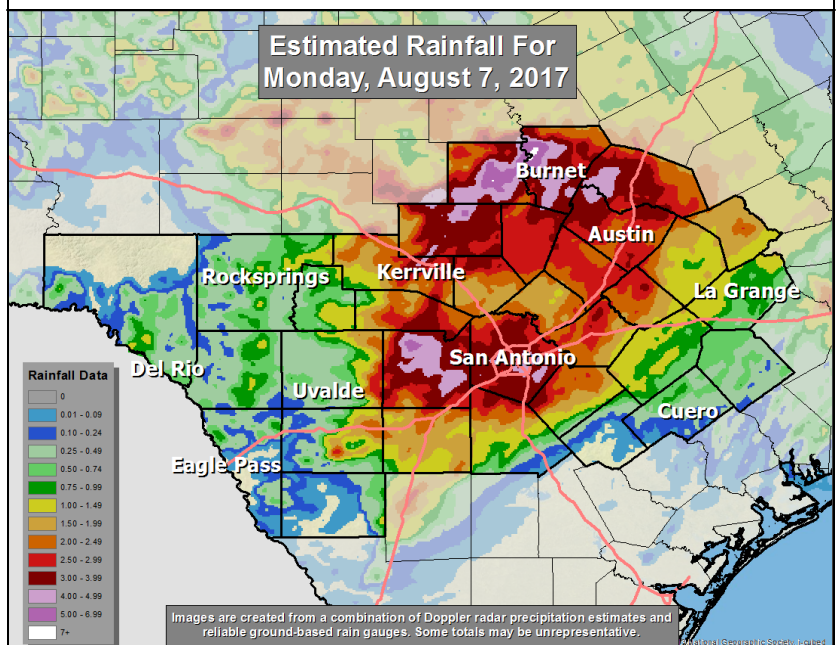 Estimated Rainfall For
Monday, August 7, 2017
Burnet
Austin
Rocksprings
Kerrville
La Grange
San Antonio
Del Rio
Uvalde
Cuero
Eagle Pass
Rainfall Data
0
0.01 - 0.09
0.10 - 0.24
0.25 - 0.49
0.50 - 0.74
0.75 - 0.99
1.00 - 1.49
1.50 - 1.99
2.00 - 2.49
2.50 - 2.99
3.00 - 3.99
4.00 - 4.99
5.00 - 6.99
7+
Images are created from a combination of Doppler radar precipitation estimates and
reliable ground-based rain gauges. Some totals may be unrepresentative.
National Geographic Society, i-cubed